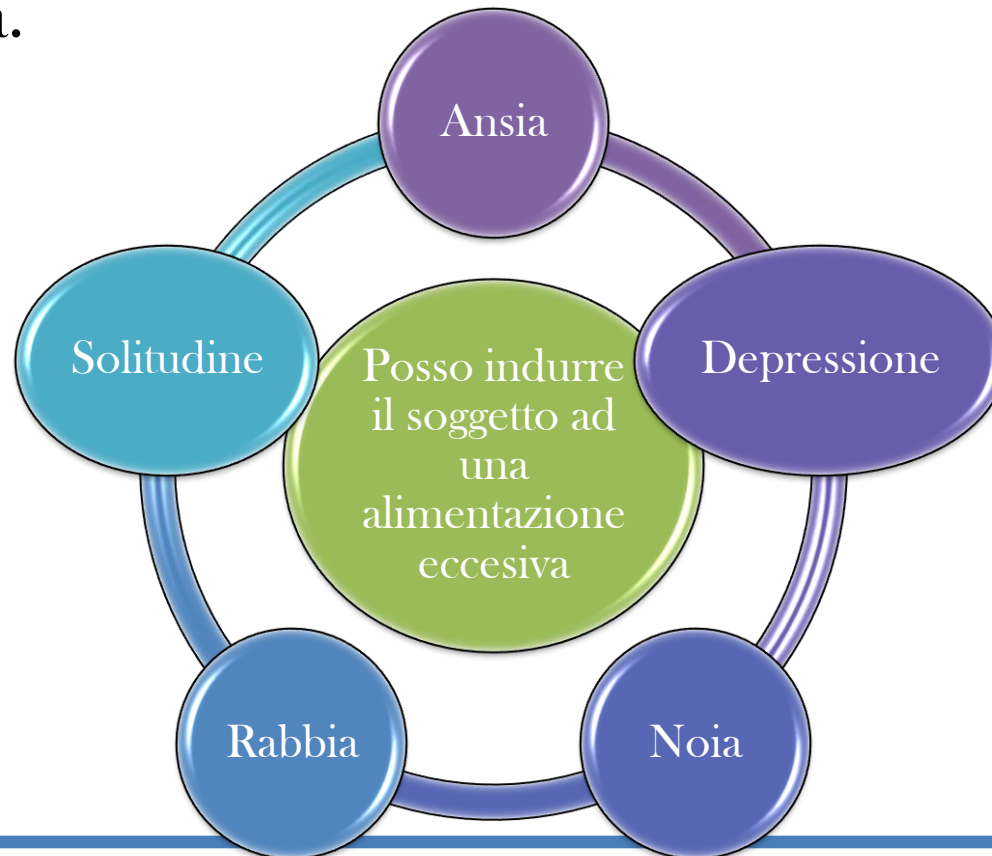 a.
Ansia
Solitudine
Posso indurre
il soggetto ad
una
alimentazione
eccesiva
Depressione
Rabbia
Noia